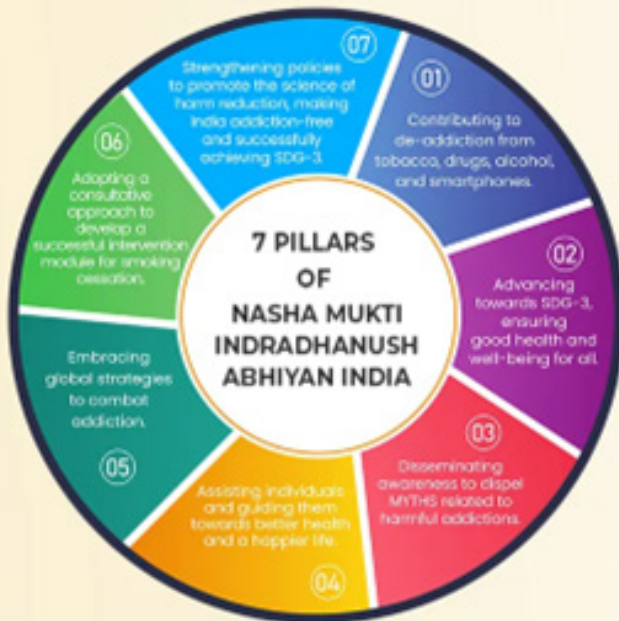 7 PILLARS
OF
NASHA MUKTI
INDRADHANUSH
ABHIYAN INDIA
01
Contributing to
de-addiction from
tobacco, drugs, alcohol,
and smartphones.
02
Advancing
towards SDG-3,
ensuring
good health and
well-being for all.
03
Disseminating
awareness to dispel
MYTHS related to
harmful addictions.
Assisting individuals
and guiding them
towards better health
and a happier life.
04
Embracing
global strategies
to combat
addiction.
05
06
Adopting a
consultative
approach to
develop a
successful intervention
module for smoking
cessation.
07
Strengthening policies
to promote the science of
harm reduction, making
India addiction-free
and successfully
achieving SDG-3.